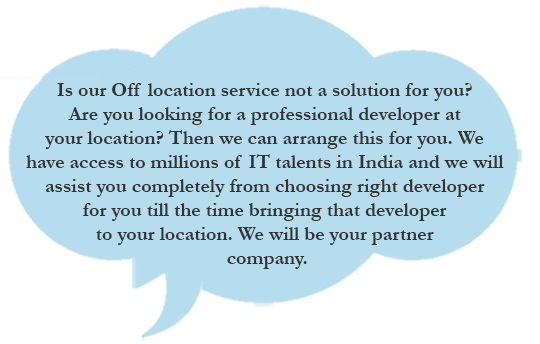 Is our Off location service not a solution for you?
Are you looking for a professional developer at
your location? Then we can arrange this for you. We
have access to millions of IT talents in India and we will
assist you completely from choosing right developer
for you till the time bringing that developer
to your location. We will be your partner
company.